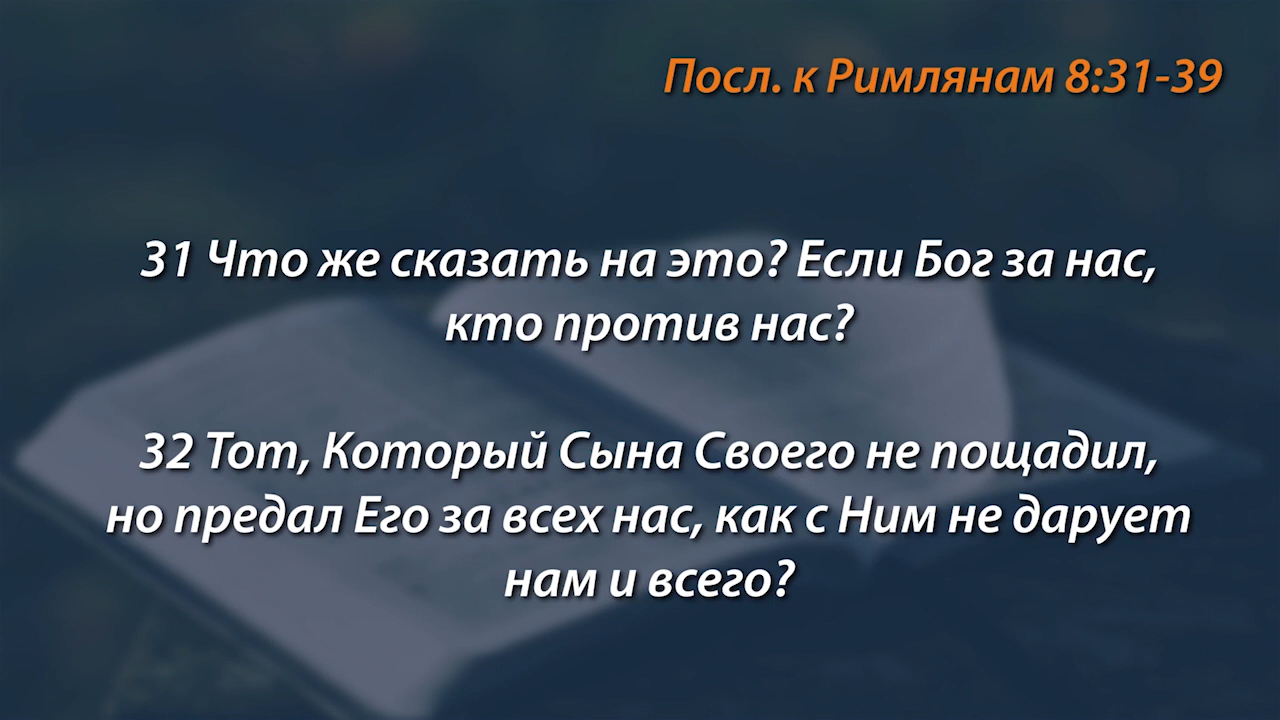 Посл. к Римлянам 8:31-39
31 Что же сказать на это? Если Бог за нас,
кто против нас?
32 Тот, Который Сына Своего не пощадил,
но предал Его за всех нас, как с Ним не дарует
нам и всего?